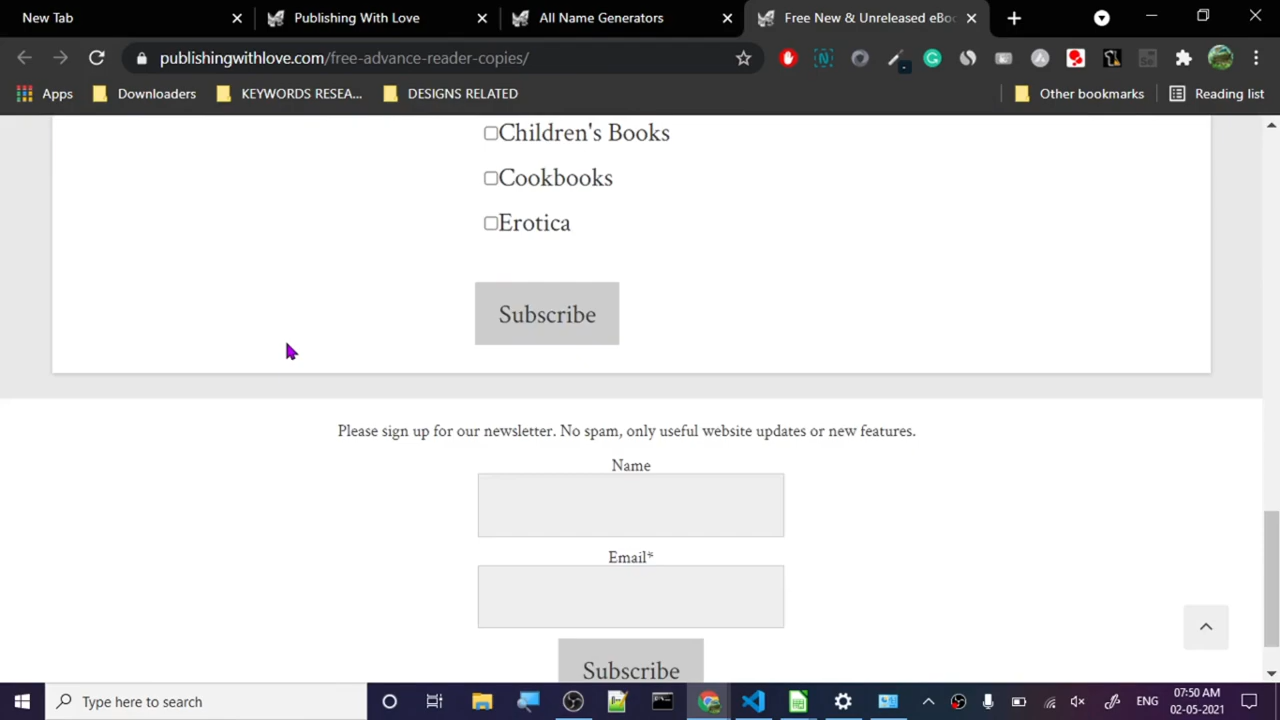 New Tab
Publishing With Love
All Name Generators
Free New & Unreleased eBo
publishingwithlove.com/free-advance-reader-copies/
Apps
Downloaders
KEYWORDS RESEA...
DESIGNS RELATED
Other bookmarks
Reading list
Children's Books
Cookbooks
Erotica
Subscribe
Please sign up for our newsletter. No spam, only useful website updates or new features.
Name
Email*
Subscribe
Type here to search
ENG
07:50 AM
02-05-2021